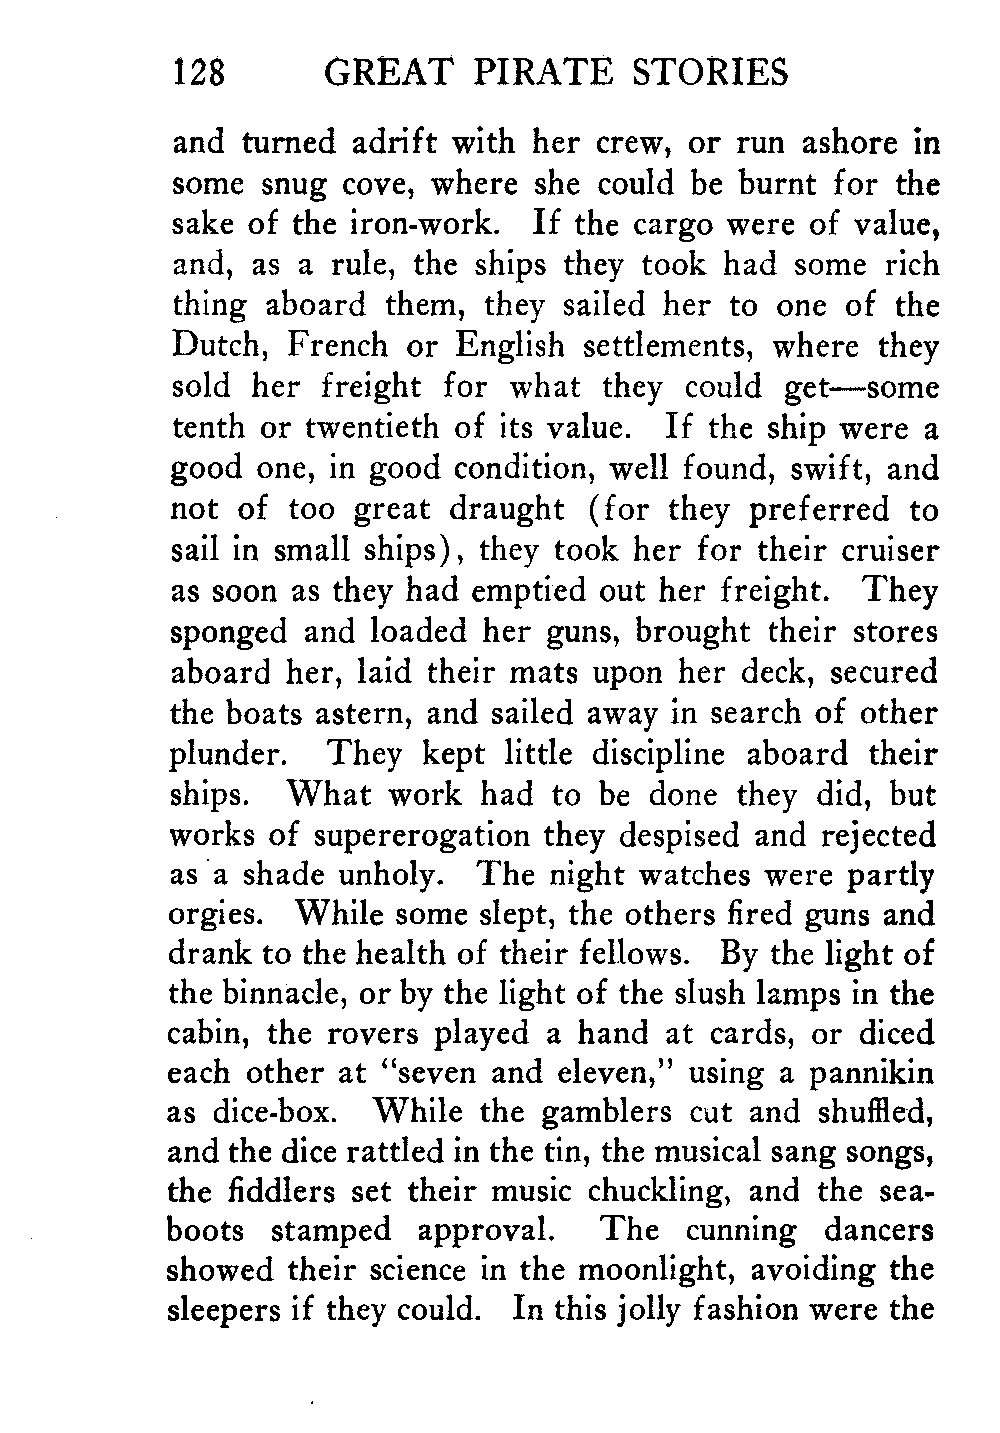 128 GREAT PIRATE STORIES
and turned adrift with her crew, or run ashore in
some snug cove, where she could be burnt for the
sake of the iron-work. If the cargo were of value,
and, as a rule, the ships they took had some rich
thing aboard them, they sailed her to one of the
Dutch, French or English settlements, where they
sold her freight for what they could get—some
tenth or twentieth of its value. If the ship were a
good one, in good condition, well found, swift, and
not of too great draught (for they preferred to
sail in small ships), they took her for their cruiser
as soon as they had emptied out her freight. They
sponged and loaded her guns, brought their stores
aboard her, laid their mats upon her deck, secured
the boats astern, and sailed away in search of other
plunder. They kept little discipline aboard their
ships. What work had to be done they did, but
works of supererogation they despised and rejected
as a shade unholy. The night watches were partly
orgies. While some slept, the others fired guns and
drank to the health of their fellows. By the light of
the binnacle, or by the light of the slush lamps in the
cabin, the rovers played a hand at cards, or diced
each other at "seven and eleven," using a pannikin
as dice-box. While the gamblers cut and shuffled,
and the dice rattled in the tin, the musical sang songs,
the fiddlers set their music chuckling, and the sea-
boots stamped approval. The cunning dancers
showed their science in the moonlight, avoiding the
sleepers if they could. In this jolly fashion were the